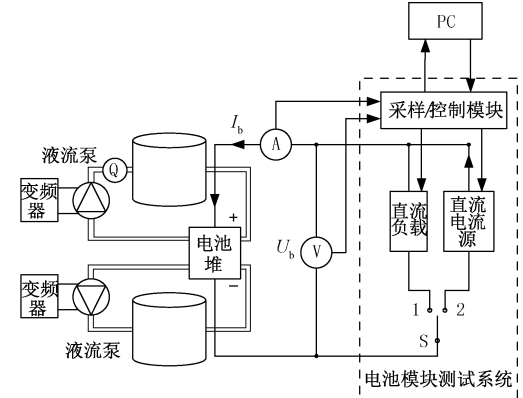 PC
采样/控制模块
I_b
A
液流泵
Q
变频
器
直流
负载
直流
电流
源
+
电池
堆
−
U_b
V
变频
器
1
2
S
液流泵
电池模块测试系统